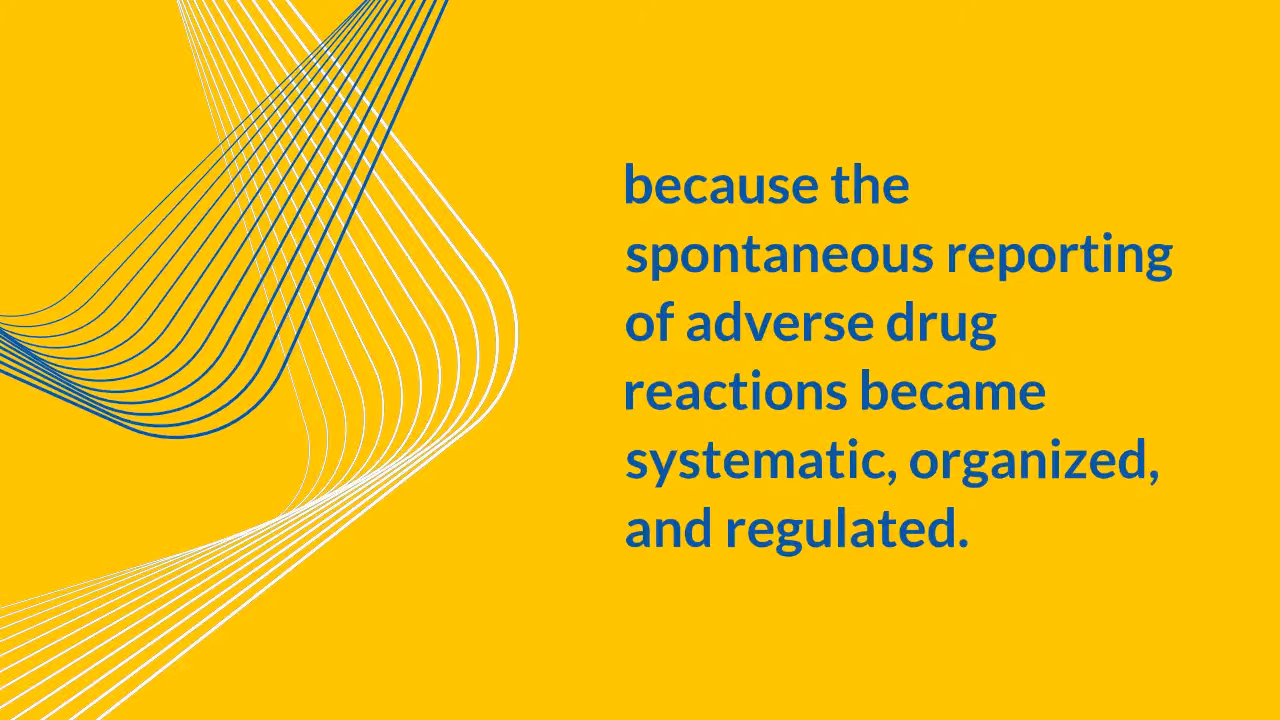 because the
spontaneous reporting
of adverse drug
reactions became
systematic, organized,
and regulated.